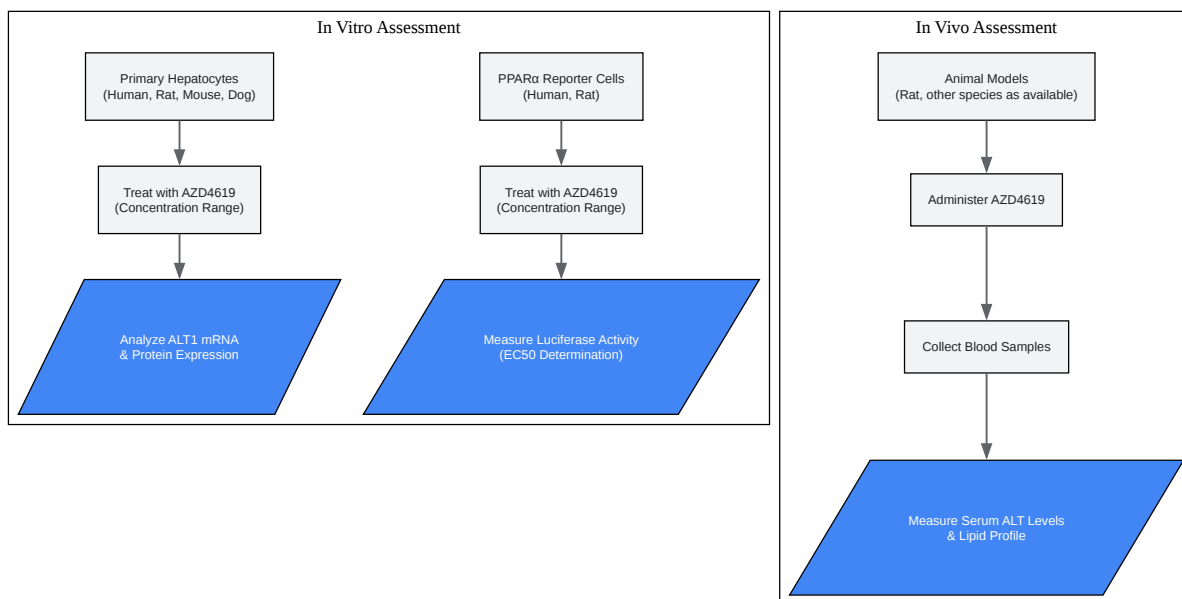 In Vitro Assessment
Primary Hepatocytes
(Human, Rat, Mouse, Dog)
Treat with AZD4619
(Concentration Range)
Analyze ALT1 mRNA
& Protein Expression
PPARα Reporter Cells
(Human, Rat)
Treat with AZD4619
(Concentration Range)
Measure Luciferase Activity
(EC50 Determination)
In Vivo Assessment
Animal Models
(Rat, other species as available)
Administer AZD4619
Collect Blood Samples
Measure Serum ALT Levels
& Lipid Profile